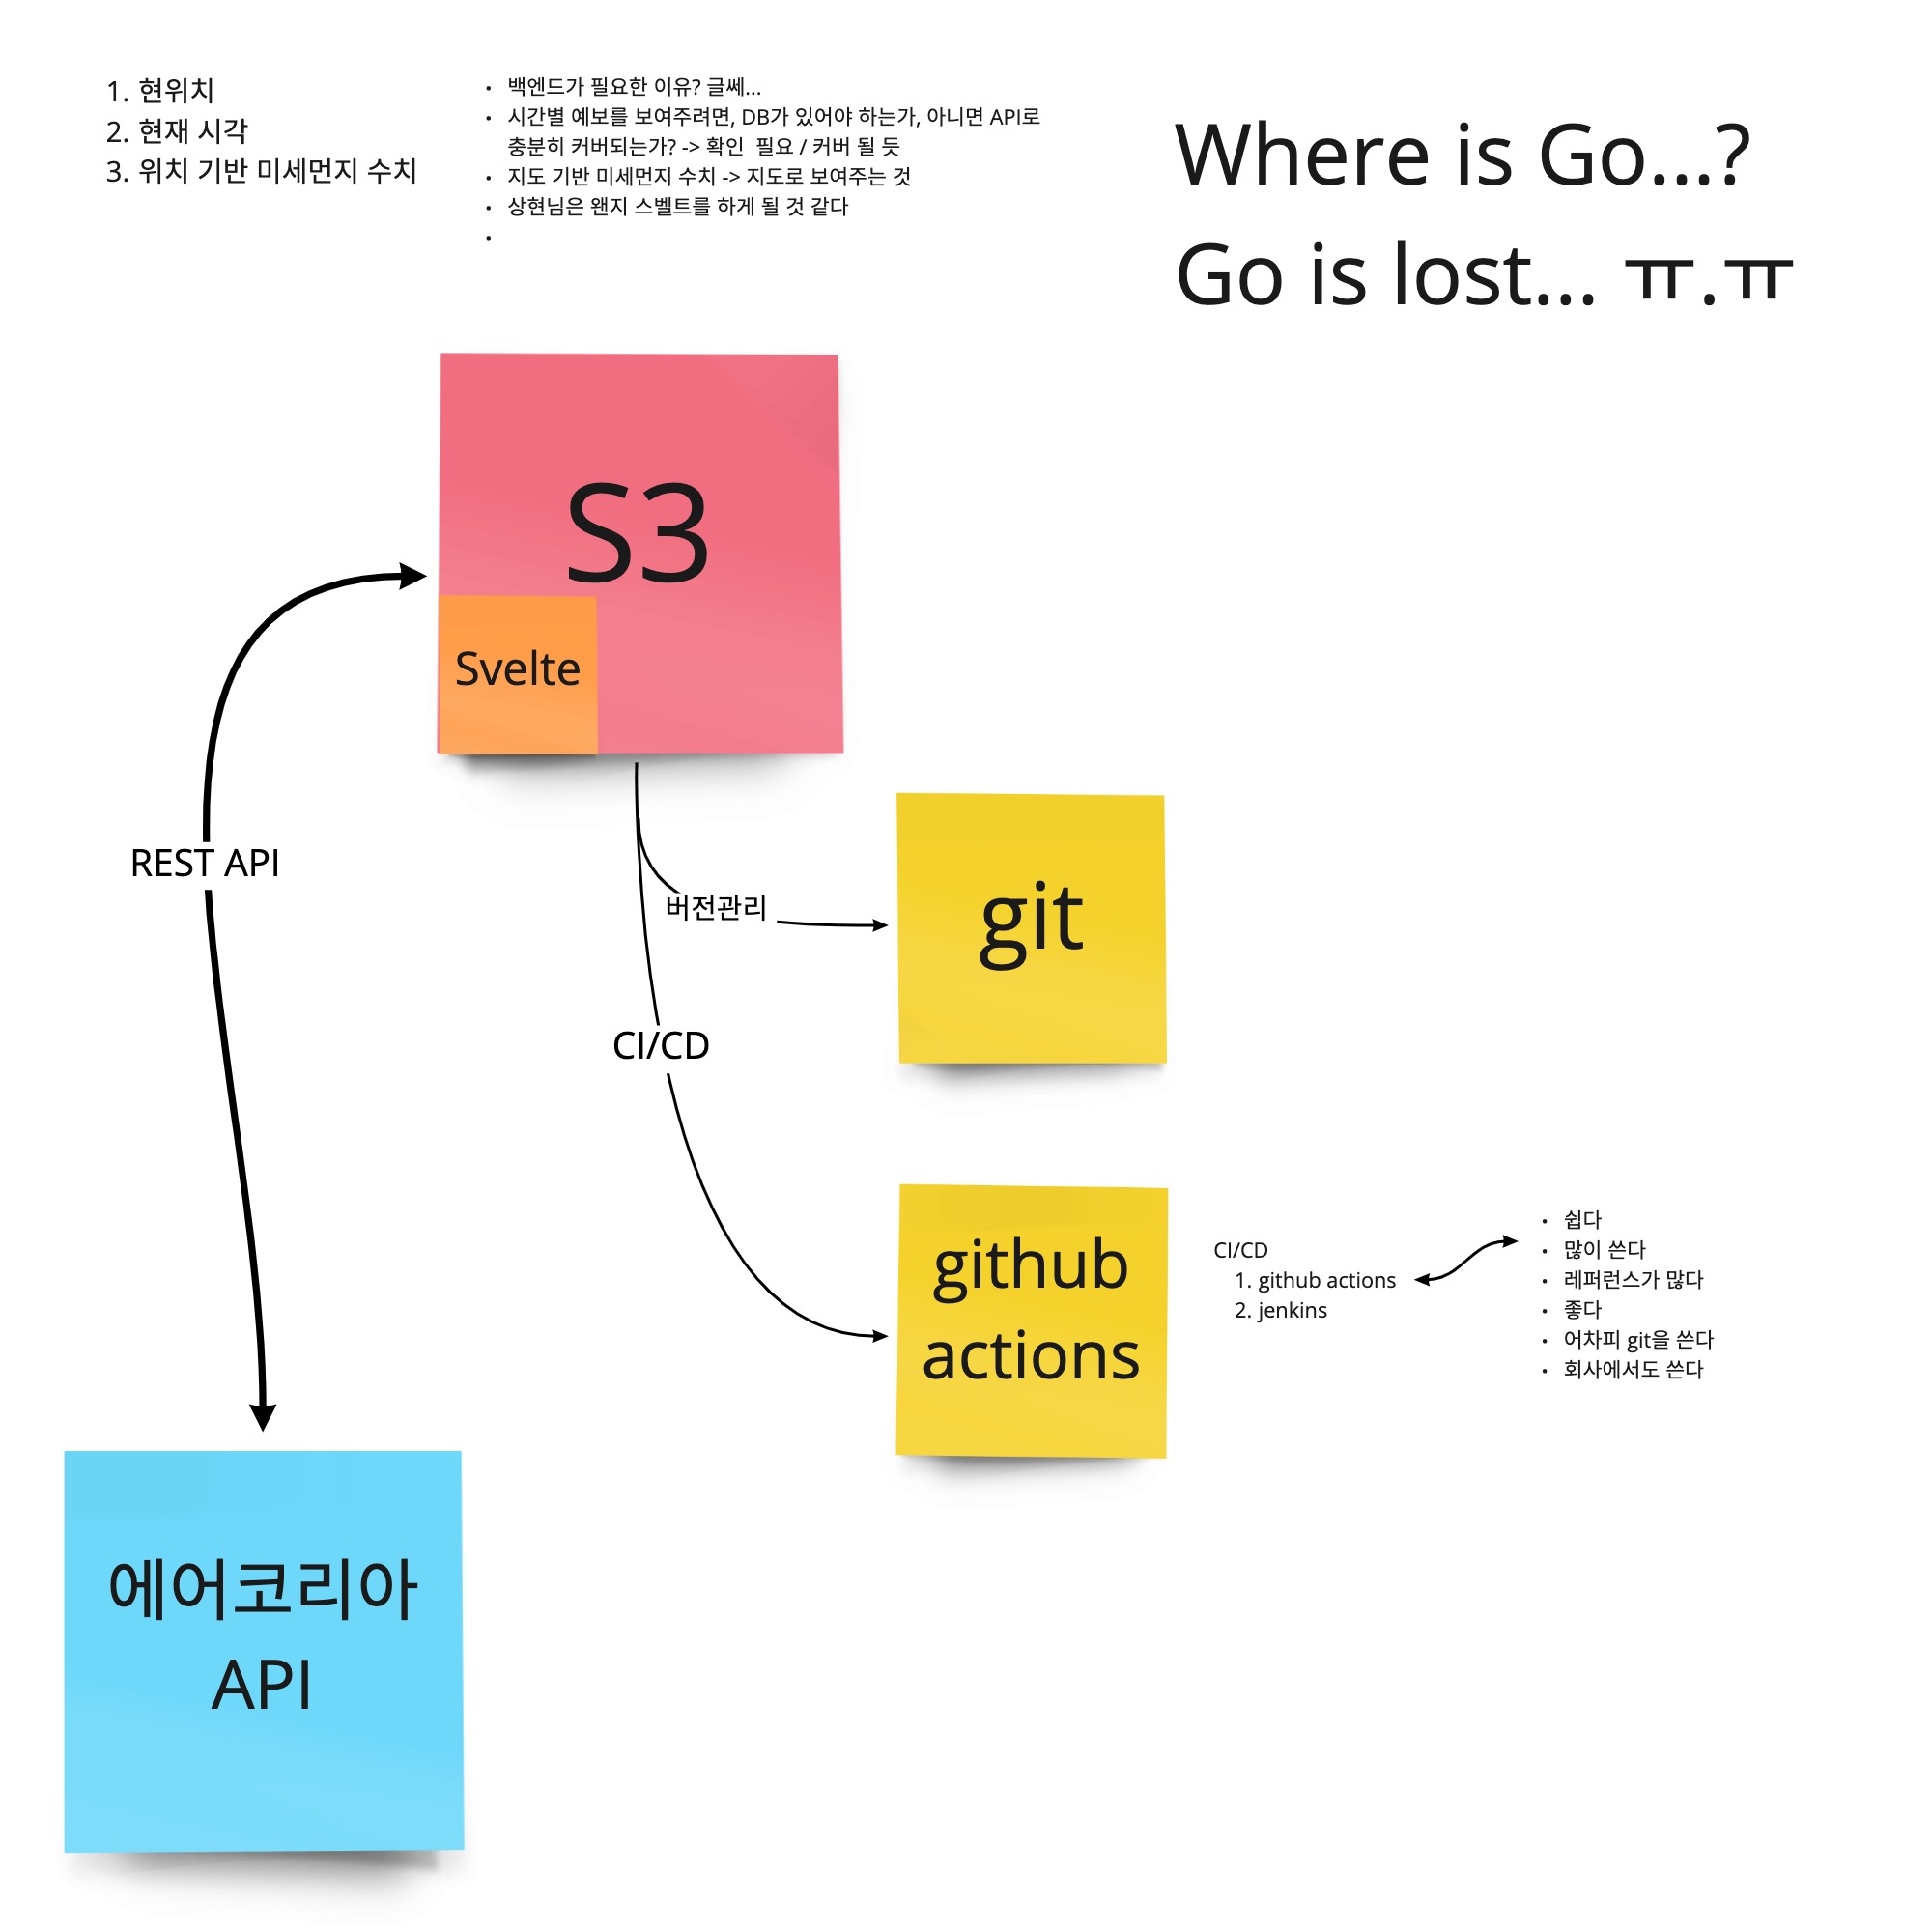 1. 현위치
2. 현재 시각
3. 위치 기반 미세먼지 수치
• 백엔드가 필요한 이유? 글쎄...
• 시간별 예보를 보여주려면, DB가 있어야 하는가, 아니면 API로
충분히 커버되는가? -> 확인 필요 / 커버 될 듯
• 지도 기반 미세먼지 수치 -> 지도로 보여주는 것
• 상현님은 왠지 스벨트를 하게 될 것 같다
•
Where is Go...?
Go is lost... ㅠ.ㅠ
S3
Svelte
REST API
버전관리
git
CI/CD
github
actions
CI/CD
1. github actions
2. jenkins
• 쉽다
• 많이 쓴다
• 레퍼런스가 많다
• 좋다
• 어차피 git을 쓴다
• 회사에서도 쓴다
에어코리아
API